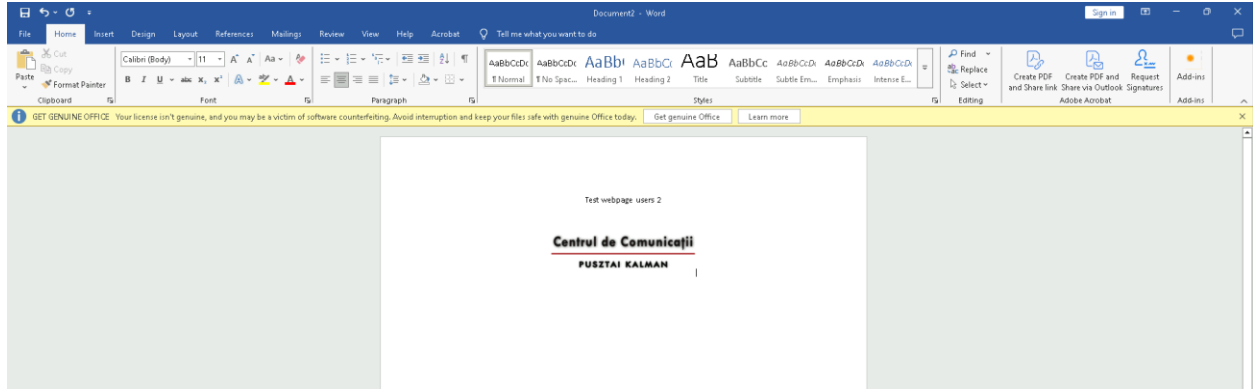 Document2 - Word
Sign in
File Home Insert Design Layout References Mailings Review View Help Acrobat Tell me what you want to do
Paste
Cut
Copy
Format Painter
Clipboard
Calibri (Body) 11
Font
Paragraph
AaBbCcDc AaBbCcDc AaBbC AaBbCc AaB AaBbCc AaBbCcDc AaBbCcDc AaBbCcDc
¶ Normal ¶ No Spac... Heading 1 Heading 2 Title Subtitle Subtle Em... Emphasis Intense E...
Styles
Find
Replace
Select
Editing
Create PDF and Share link
Create PDF and Share via Outlook
Request Signatures
Adobe Acrobat
Add-ins
Add-ins
GET GENUINE OFFICE Your license isn't genuine, and you may be a victim of software counterfeiting. Avoid interruption and keep your files safe with genuine Office today. Get genuine Office Learn more
Test webpage users 2
Centrul de Comunicații
PUSZTAI KALMAN